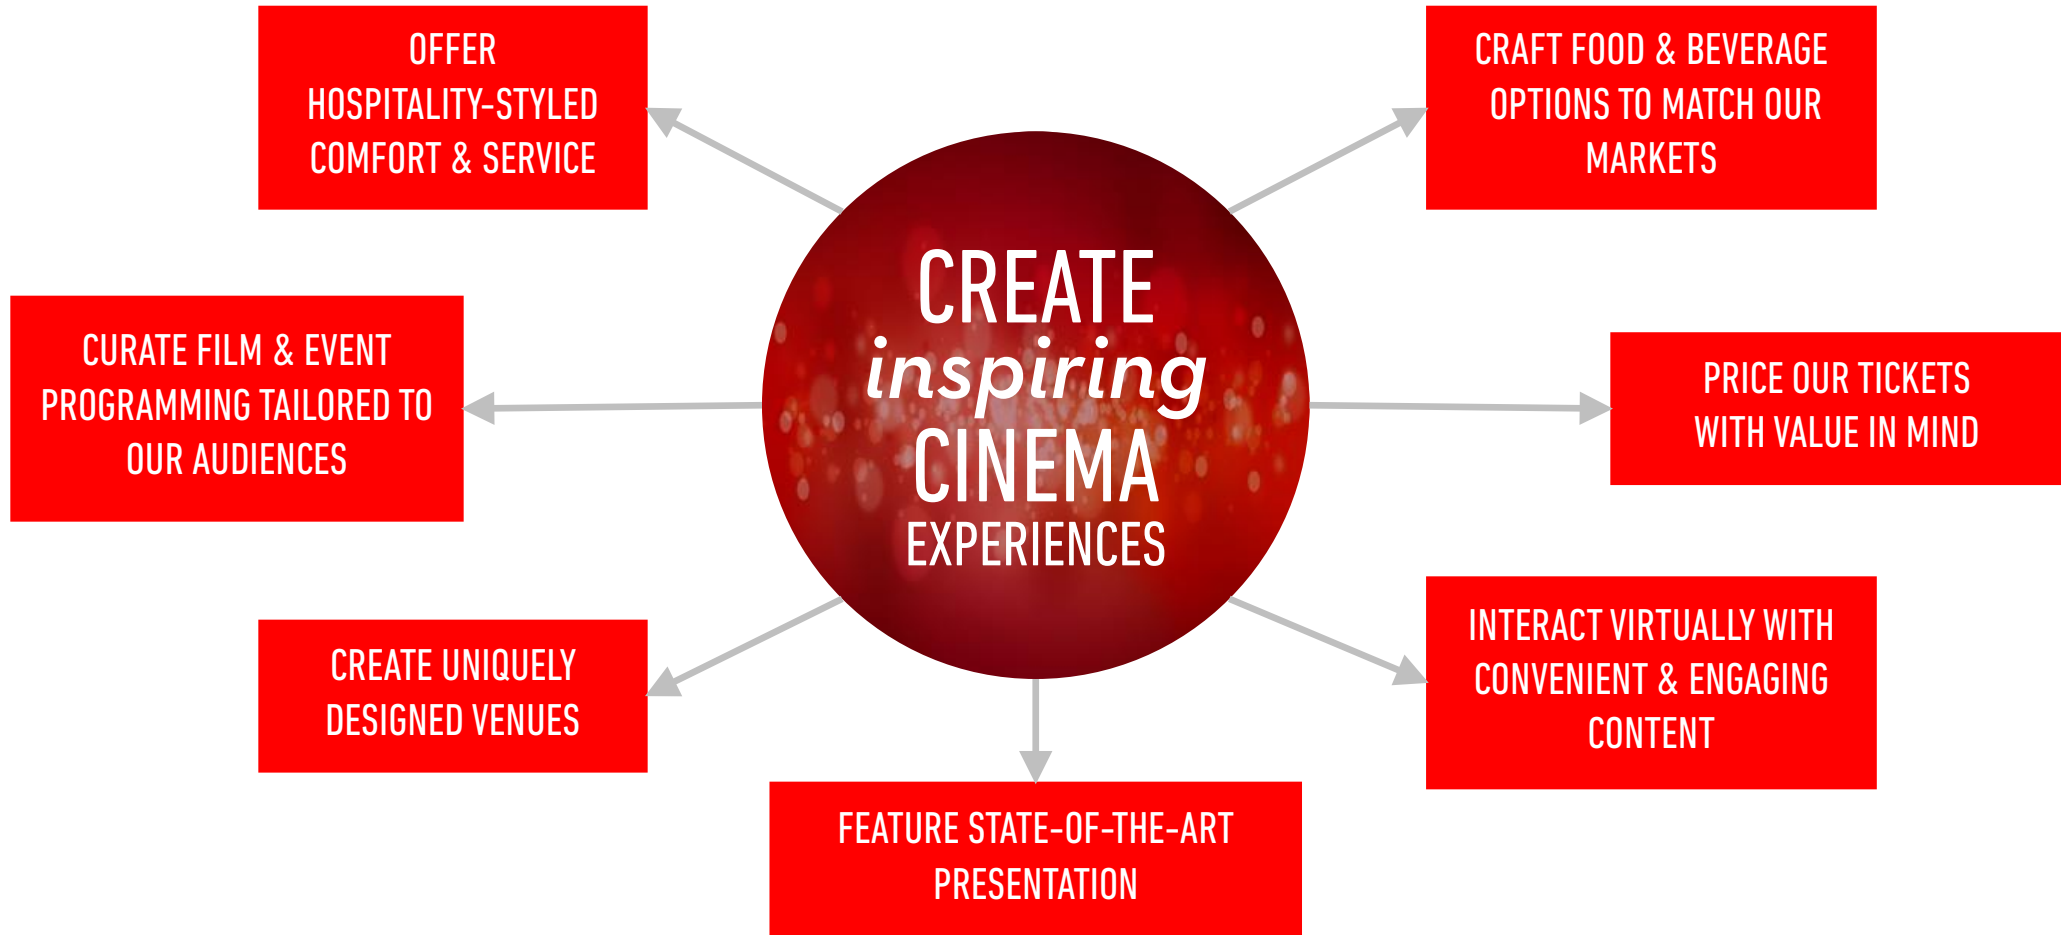 OFFER
HOSPITALITY-STYLED
COMFORT & SERVICE
CRAFT FOOD & BEVERAGE
OPTIONS TO MATCH OUR
MARKETS
CREATE
inspiring
CINEMA
EXPERIENCES
CURATE FILM & EVENT
PROGRAMMING TAILORED TO
OUR AUDIENCES
PRICE OUR TICKETS
WITH VALUE IN MIND
CREATE UNIQUELY
DESIGNED VENUES
INTERACT VIRTUALLY WITH
CONVENIENT & ENGAGING
CONTENT
FEATURE STATE-OF-THE-ART
PRESENTATION